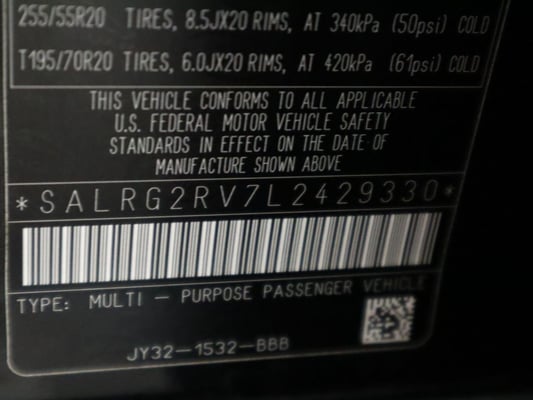 255/55R20 TIRES, 8.5JX20 RIMS, AT 340kPa (50psi) COLD
T195/70R20 TIRES, 6.0JX20 RIMS, AT 420kPa (61psi) COLD
THIS VEHICLE CONFORMS TO ALL APPLICABLE
U.S. FEDERAL MOTOR VEHICLE SAFETY
STANDARDS IN EFFECT ON THE DATE OF
MANUFACTURE SHOWN ABOVE
*SALRG2RV7L2429330*
TYPE: MULTI - PURPOSE PASSENGER VEHICLE
JY32-1532-BBB